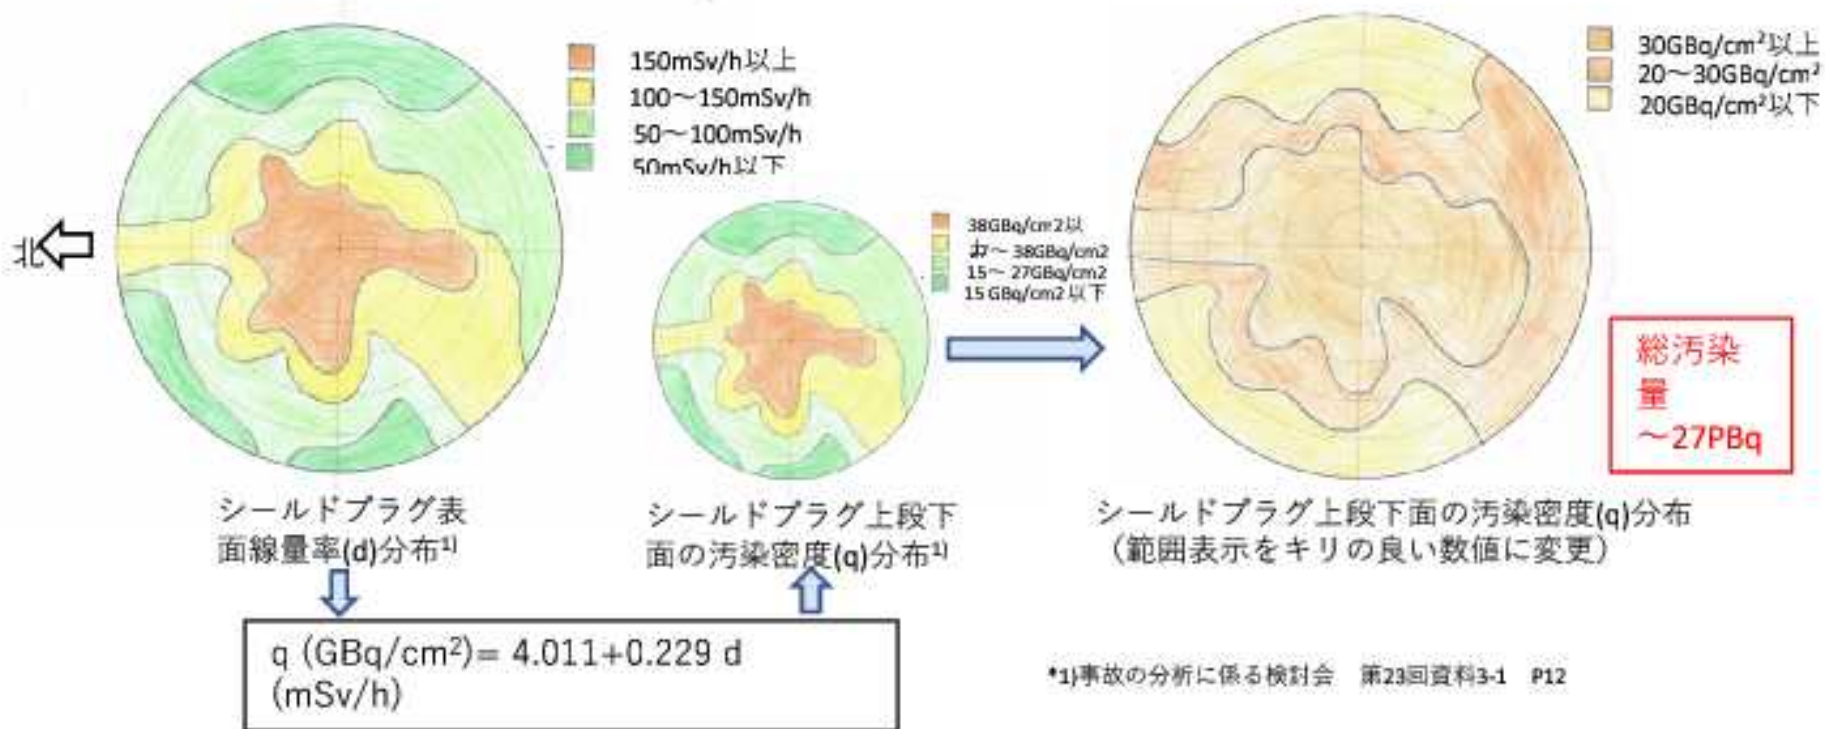 150mSv/h以上
100～150mSv/h
50～100mSv/h
50mSv/h以下
北
38GBq/cm2以
～38GBq/cm2
15～ 27GBq/cm2
15 GBq/cm2 以下
30GBq/cm²以上
20～30GBq/cm²
20GBq/cm²以下
総汚染
量
～27PBq
シールドプラグ表
面線量率(d)分布¹⁾
シールドプラグ上段下
面の汚染密度(q)分布¹⁾
シールドプラグ上段下面の汚染密度(q)分布
（範囲表示をキリの良い数値に変更）
q (GBq/cm²)= 4.011+0.229 d
(mSv/h)
*1)事故の分析に係る検討会　第23回資料3-1　P12